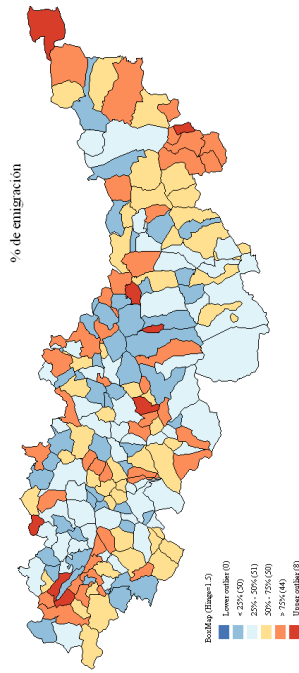 % de emigración
BoxMap (Hinge=1.5)
Lower outlier (0)
< 25% (50)
25% - 50% (51)
50% - 75% (50)
> 75% (44)
Upper outlier (8)